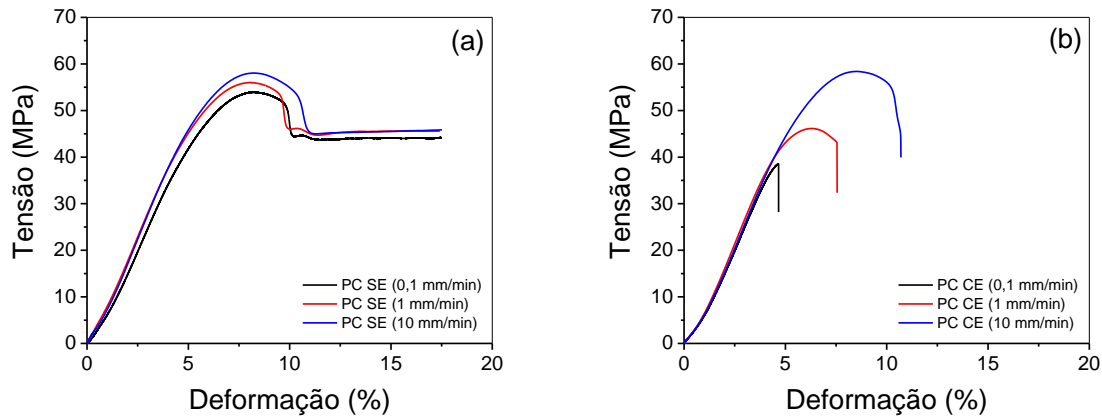 (a)
70
60
50
40
30
20
10
0
Tensão (MPa)
PC SE (0,1 mm/min)
PC SE (1 mm/min)
PC SE (10 mm/min)
0 5 10 15 20
Deformação (%)
(b)
70
60
50
40
30
20
10
0
Tensão (MPa)
PC CE (0,1 mm/min)
PC CE (1 mm/min)
PC CE (10 mm/min)
0 5 10 15 20
Deformação (%)